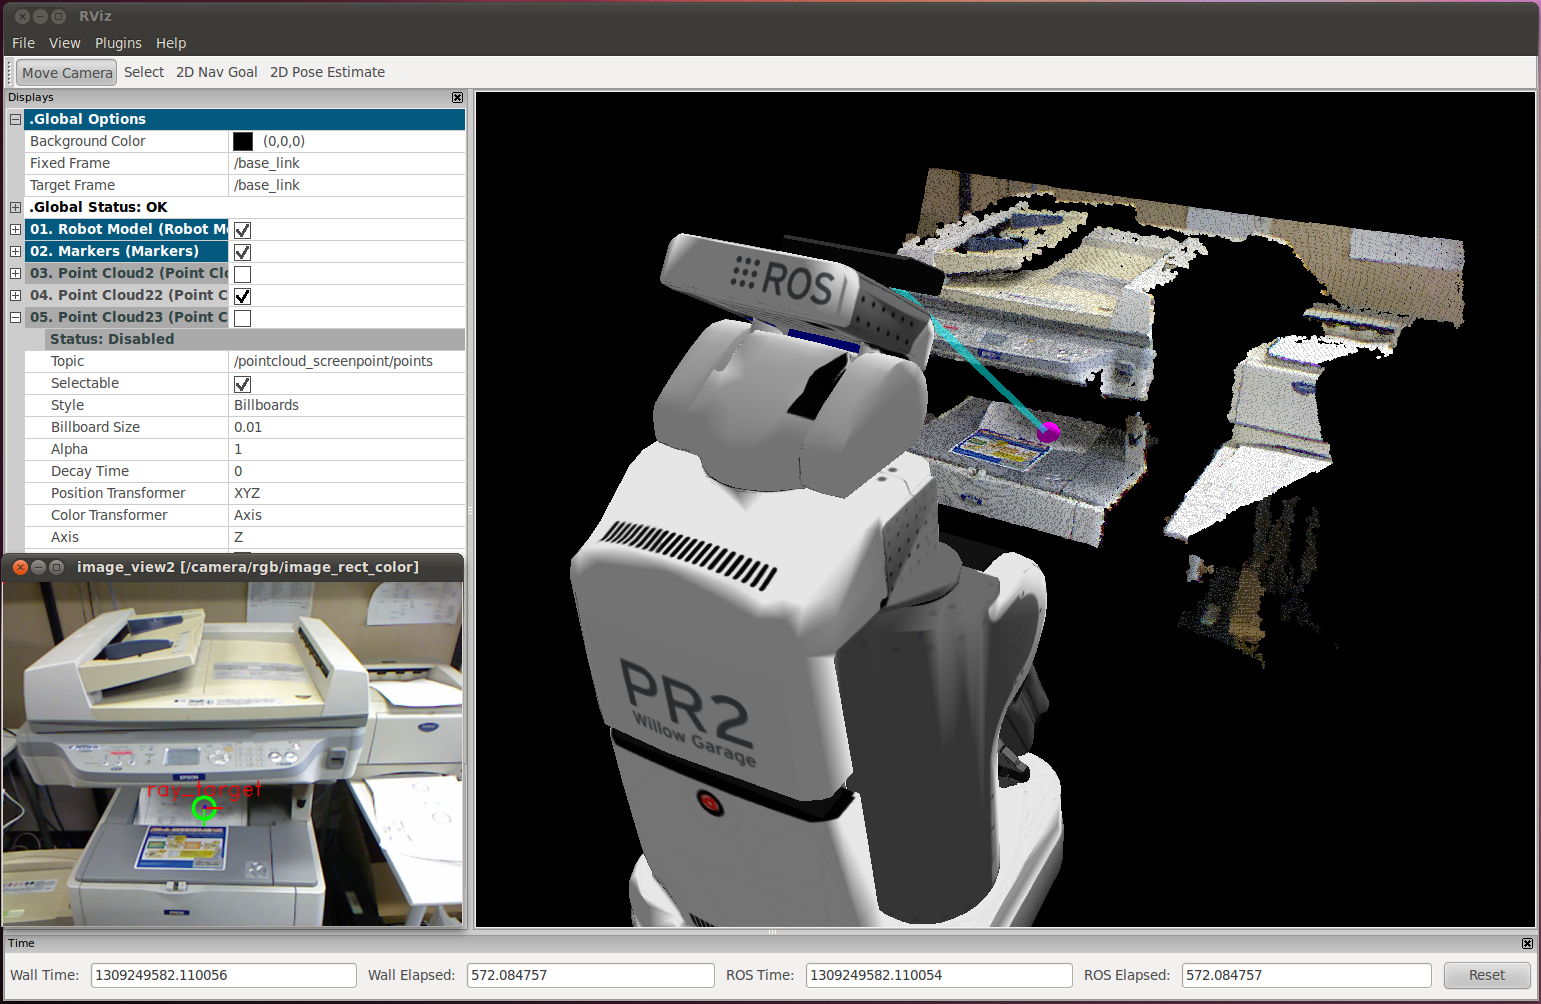 RViz
File View Plugins Help
Move Camera Select 2D Nav Goal 2D Pose Estimate
Displays
.Global Options
Background Color (0,0,0)
Fixed Frame /base_link
Target Frame /base_link
.Global Status: OK
01. Robot Model (Robot M
02. Markers (Markers)
03. Point Cloud2 (Point Cl
04. Point Cloud22 (Point C
05. Point Cloud23 (Point C
Status: Disabled
Topic /pointcloud_screenpoint/points
Selectable
Style Billboards
Billboard Size 0.01
Alpha 1
Decay Time 0
Position Transformer XYZ
Color Transformer Axis
Axis Z
image_view2 [/camera/rgb/image_rect_color]
EPSON
ray_target
EPSON
ROS
PR2
Willow Garage
Time
Wall Time: 1309249582.110056 Wall Elapsed: 572.084757 ROS Time: 1309249582.110054 ROS Elapsed: 572.084757 Reset